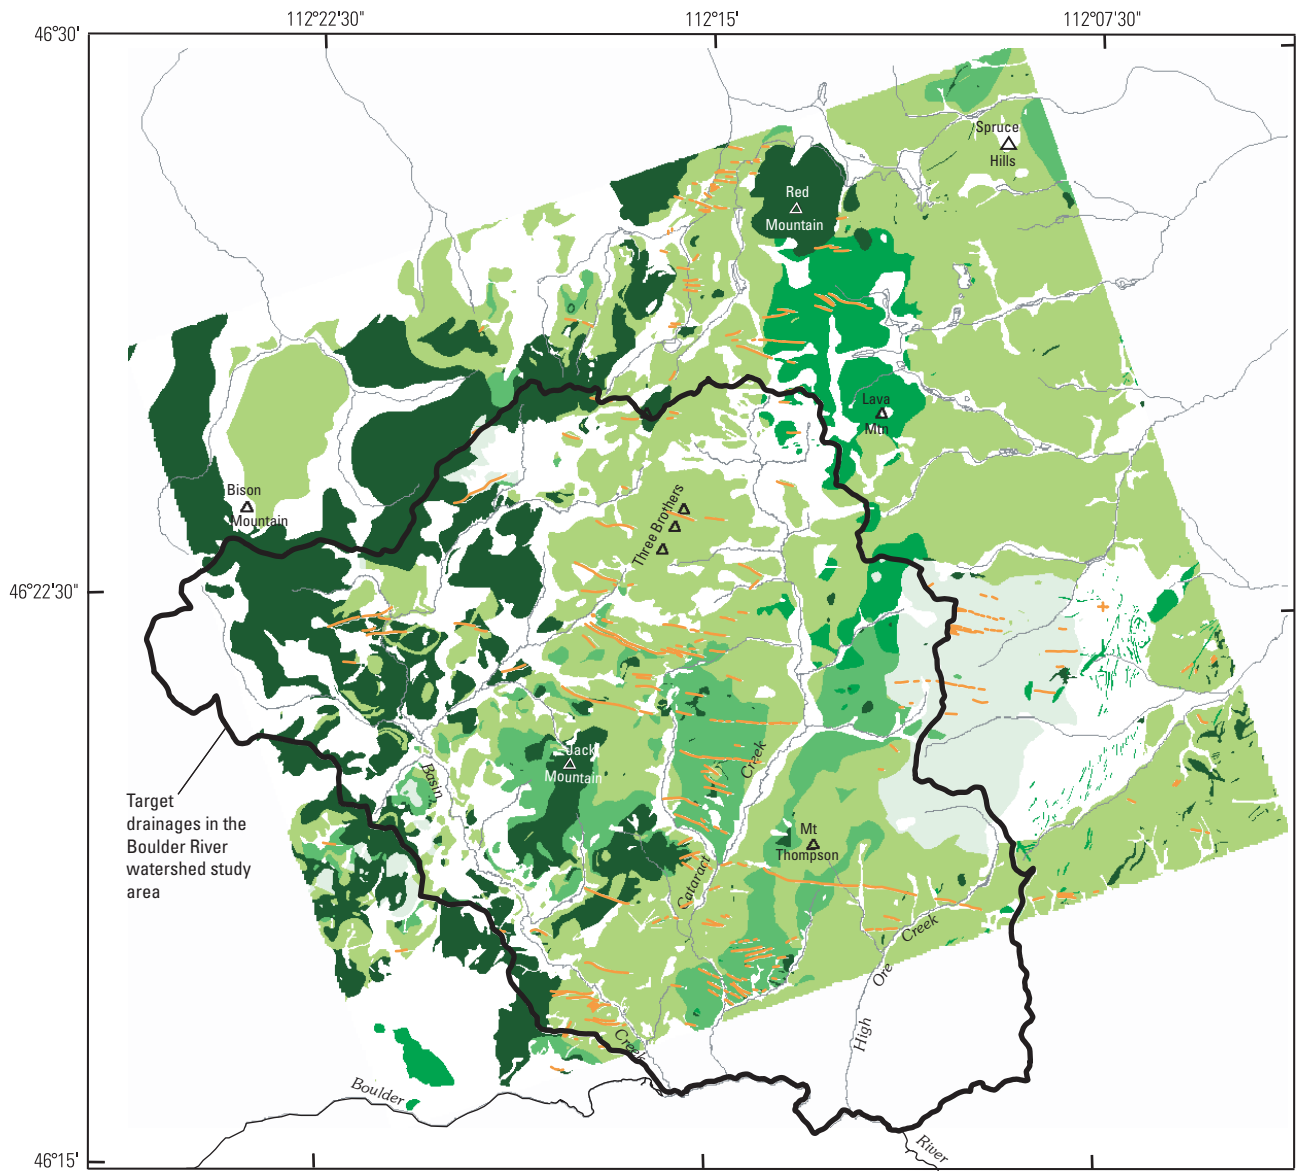 112°22'30"
112°15'
112°07'30"
46°30'
Spruce
Hills
Red
Mountain
Lava
Mtn
Bison
Mountain
Three Brothers
46°22'30"
Jack
Mountain
Basin
Creek
Target
drainages in the
Boulder River
watershed study
area
Mt
Thompson
Cataract
Creek
Ore
High
Creek
Boulder
River
46°15'